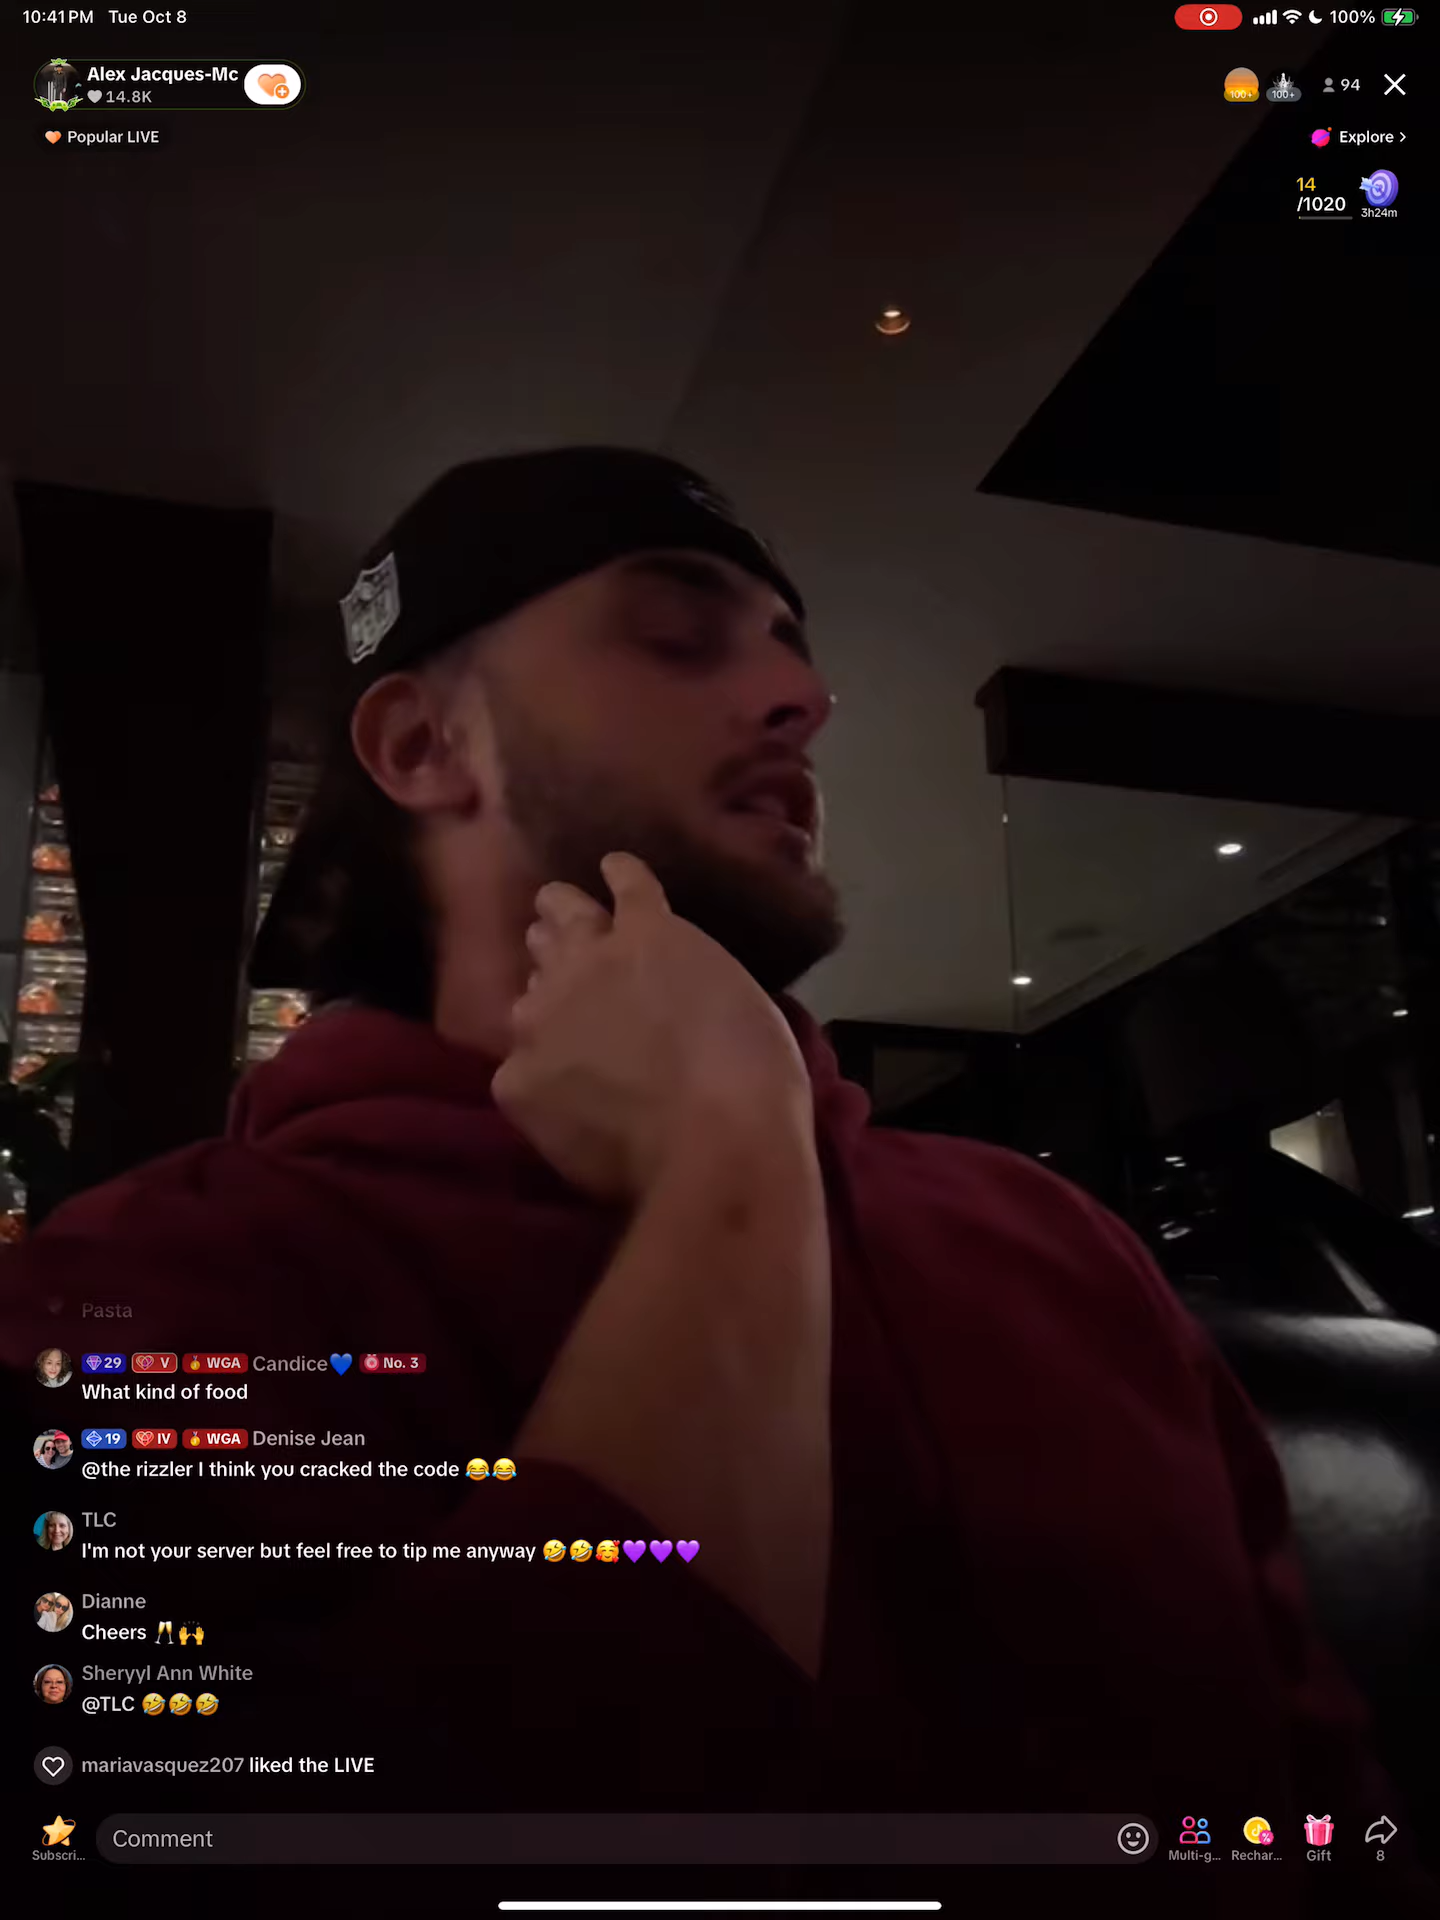 10:41 PM Tue Oct 8
100%
Alex Jacques-Mc
14.8K
100+
100+
94
Popular LIVE
Explore >
14
/1020
3h24m
Pasta
29 V WGA Candice💙 No. 3
What kind of food
19 IV WGA Denise Jean
@the rizzler I think you cracked the code 😂😂
TLC
I'm not your server but feel free to tip me anyway 🤣🤣🥰💜💜💜
Dianne
Cheers 🥂🙌
Sheryyl Ann White
@TLC 🤣🤣🤣
mariavasquez207 liked the LIVE
Comment
Subscri...
Multi-g...
Rechar...
Gift
8